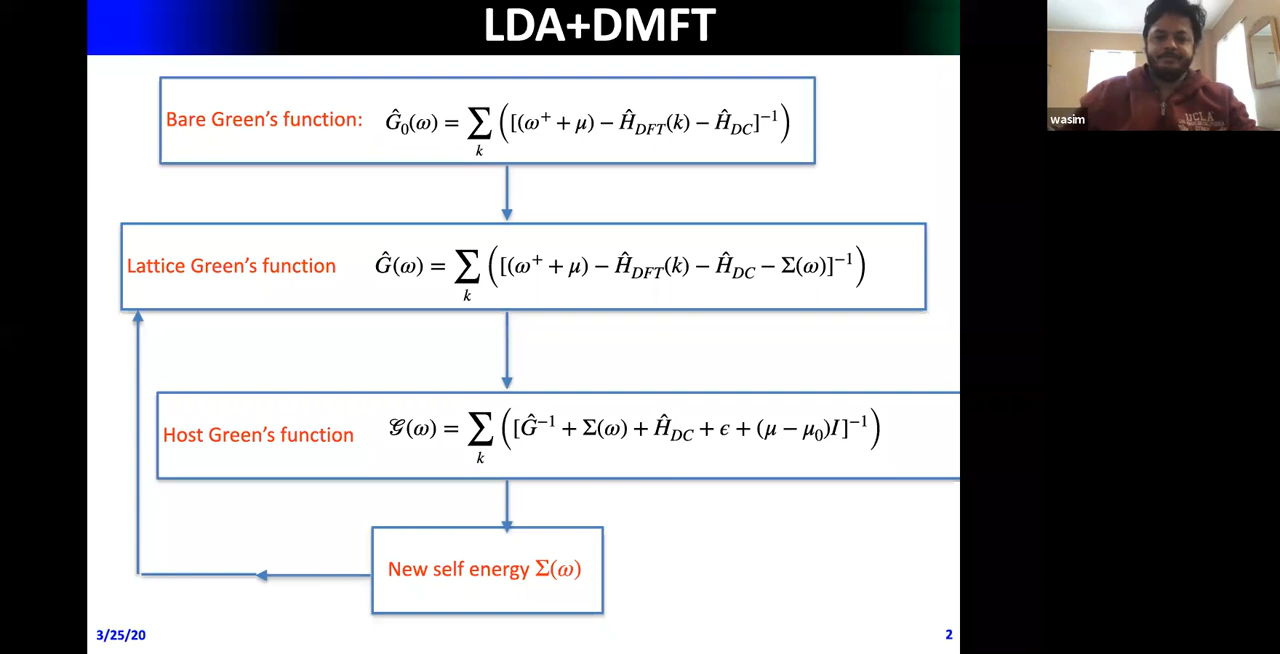 LDA+DMFT
wasim
UCLA
Bare Green's function: Ĝ₀(ω) = ∑ₖ ([(ω⁺ + μ) − Ĥ_DFT(k) − Ĥ_DC]⁻¹)
Lattice Green's function Ĝ(ω) = ∑ₖ ([(ω⁺ + μ) − Ĥ_DFT(k) − Ĥ_DC − Σ(ω)]⁻¹)
Host Green's function 𝒢(ω) = ∑ₖ ([Ĝ⁻¹ + Σ(ω) + Ĥ_DC + ϵ + (μ − μ₀)I]⁻¹)
New self energy Σ(ω)
3/25/20
2